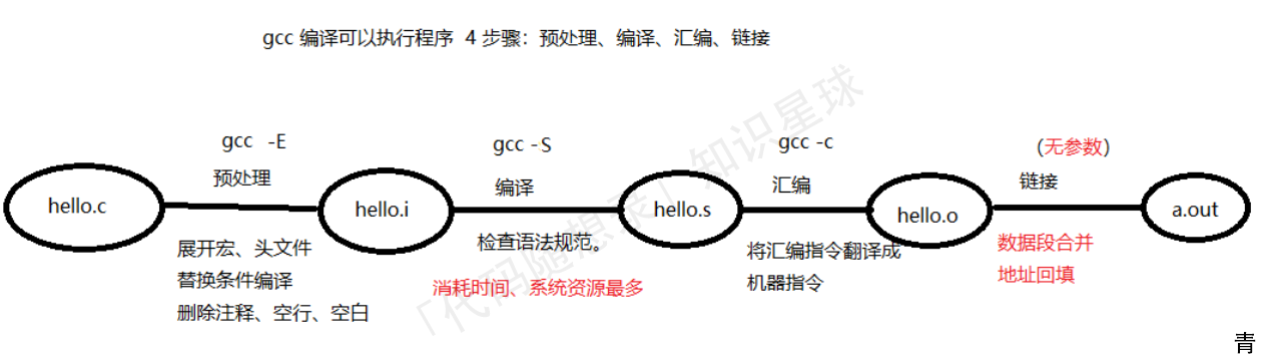 gcc 编译可以执行程序 4 步骤：预处理、编译、汇编、链接
gcc -E
预处理
gcc -S
编译
gcc -c
汇编
(无参数)
链接
hello.c
hello.i
hello.s
hello.o
a.out
展开宏、头文件
替换条件编译
删除注释、空行、空白
检查语法规范。
消耗时间、系统资源最多
将汇编指令翻译成
机器指令
数据段合并
地址回填
「代码随想录」知识星球
青